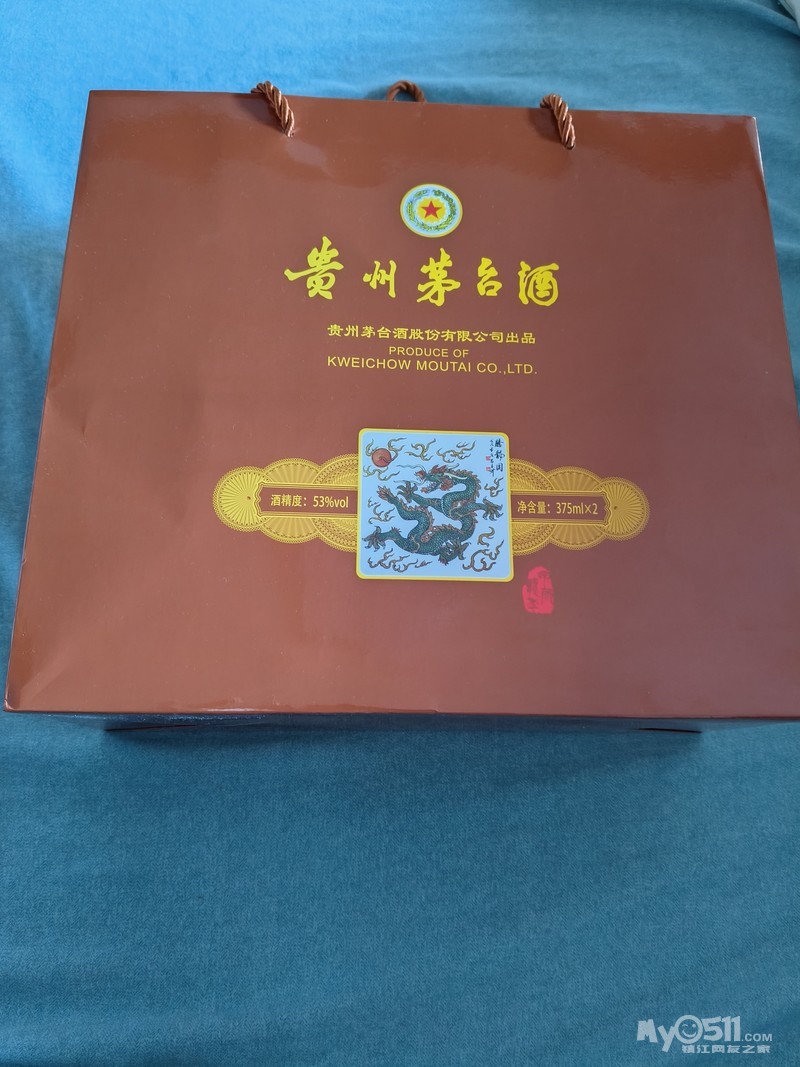 贵州茅台酒
贵州茅台酒股份有限公司出品
PRODUCE OF
KWEICHOW MOUTAI CO.,LTD.
酒精度：53%vol
净含量：375ml×2
MyO511.COM
镇江网友之家